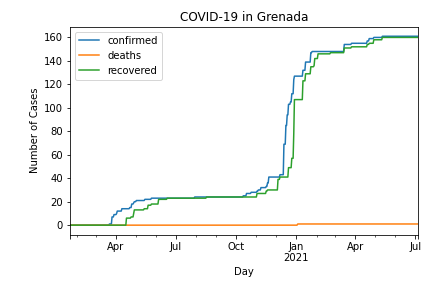 COVID-19 in Grenada
confirmed
deaths
recovered
Number of Cases
160
140
120
100
80
60
40
20
0
Apr
Jul
Oct
Jan
2021
Apr
Jul
Day